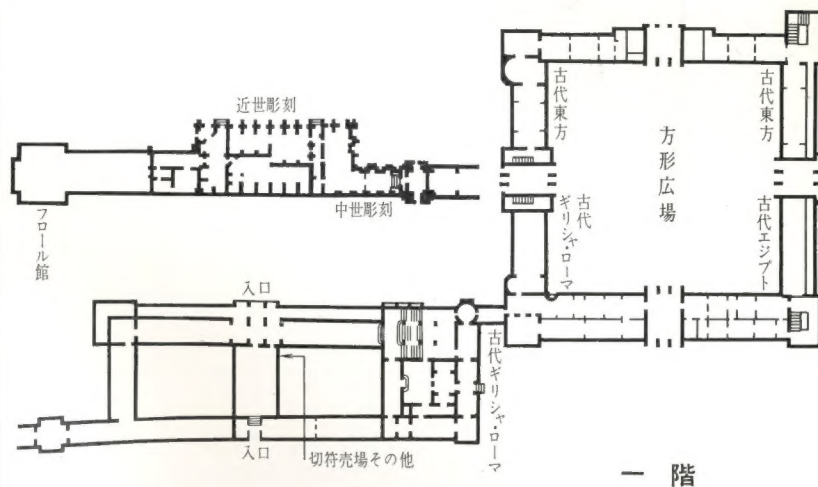 近世彫刻
中世彫刻
フロール館
古代東方
古代東方
方形広場
古代
ギリシャ・ローマ
古代エジプト
入口
古代ギリシャ・ローマ
入口
切符売場その他
一階